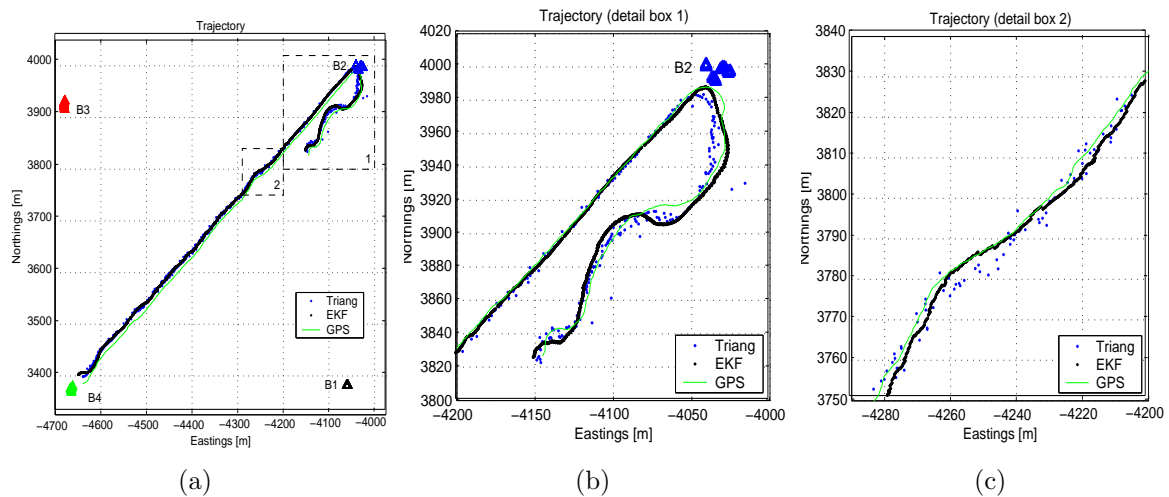 Trajectory
4000
3900
3800
3700
3600
3500
3400
Northings [m]
B2
B3
1
2
B4
B1
Triang
EKF
GPS
−4700 −4600 −4500 −4400 −4300 −4200 −4100 −4000
Eastings [m]
(a)
Trajectory (detail box 1)
4020
4000
3980
3960
3940
3920
3900
3880
3860
3840
3820
3800
Northings [m]
B2
Triang
EKF
GPS
−4200 −4150 −4100 −4050
Eastings [m]
(b)
Trajectory (detail box 2)
3840
3830
3820
3810
3800
3790
3780
3770
3760
3750
Northings [m]
Triang
EKF
GPS
−4280 −4260 −4240 −4220 −4200
Eastings [m]
(c)